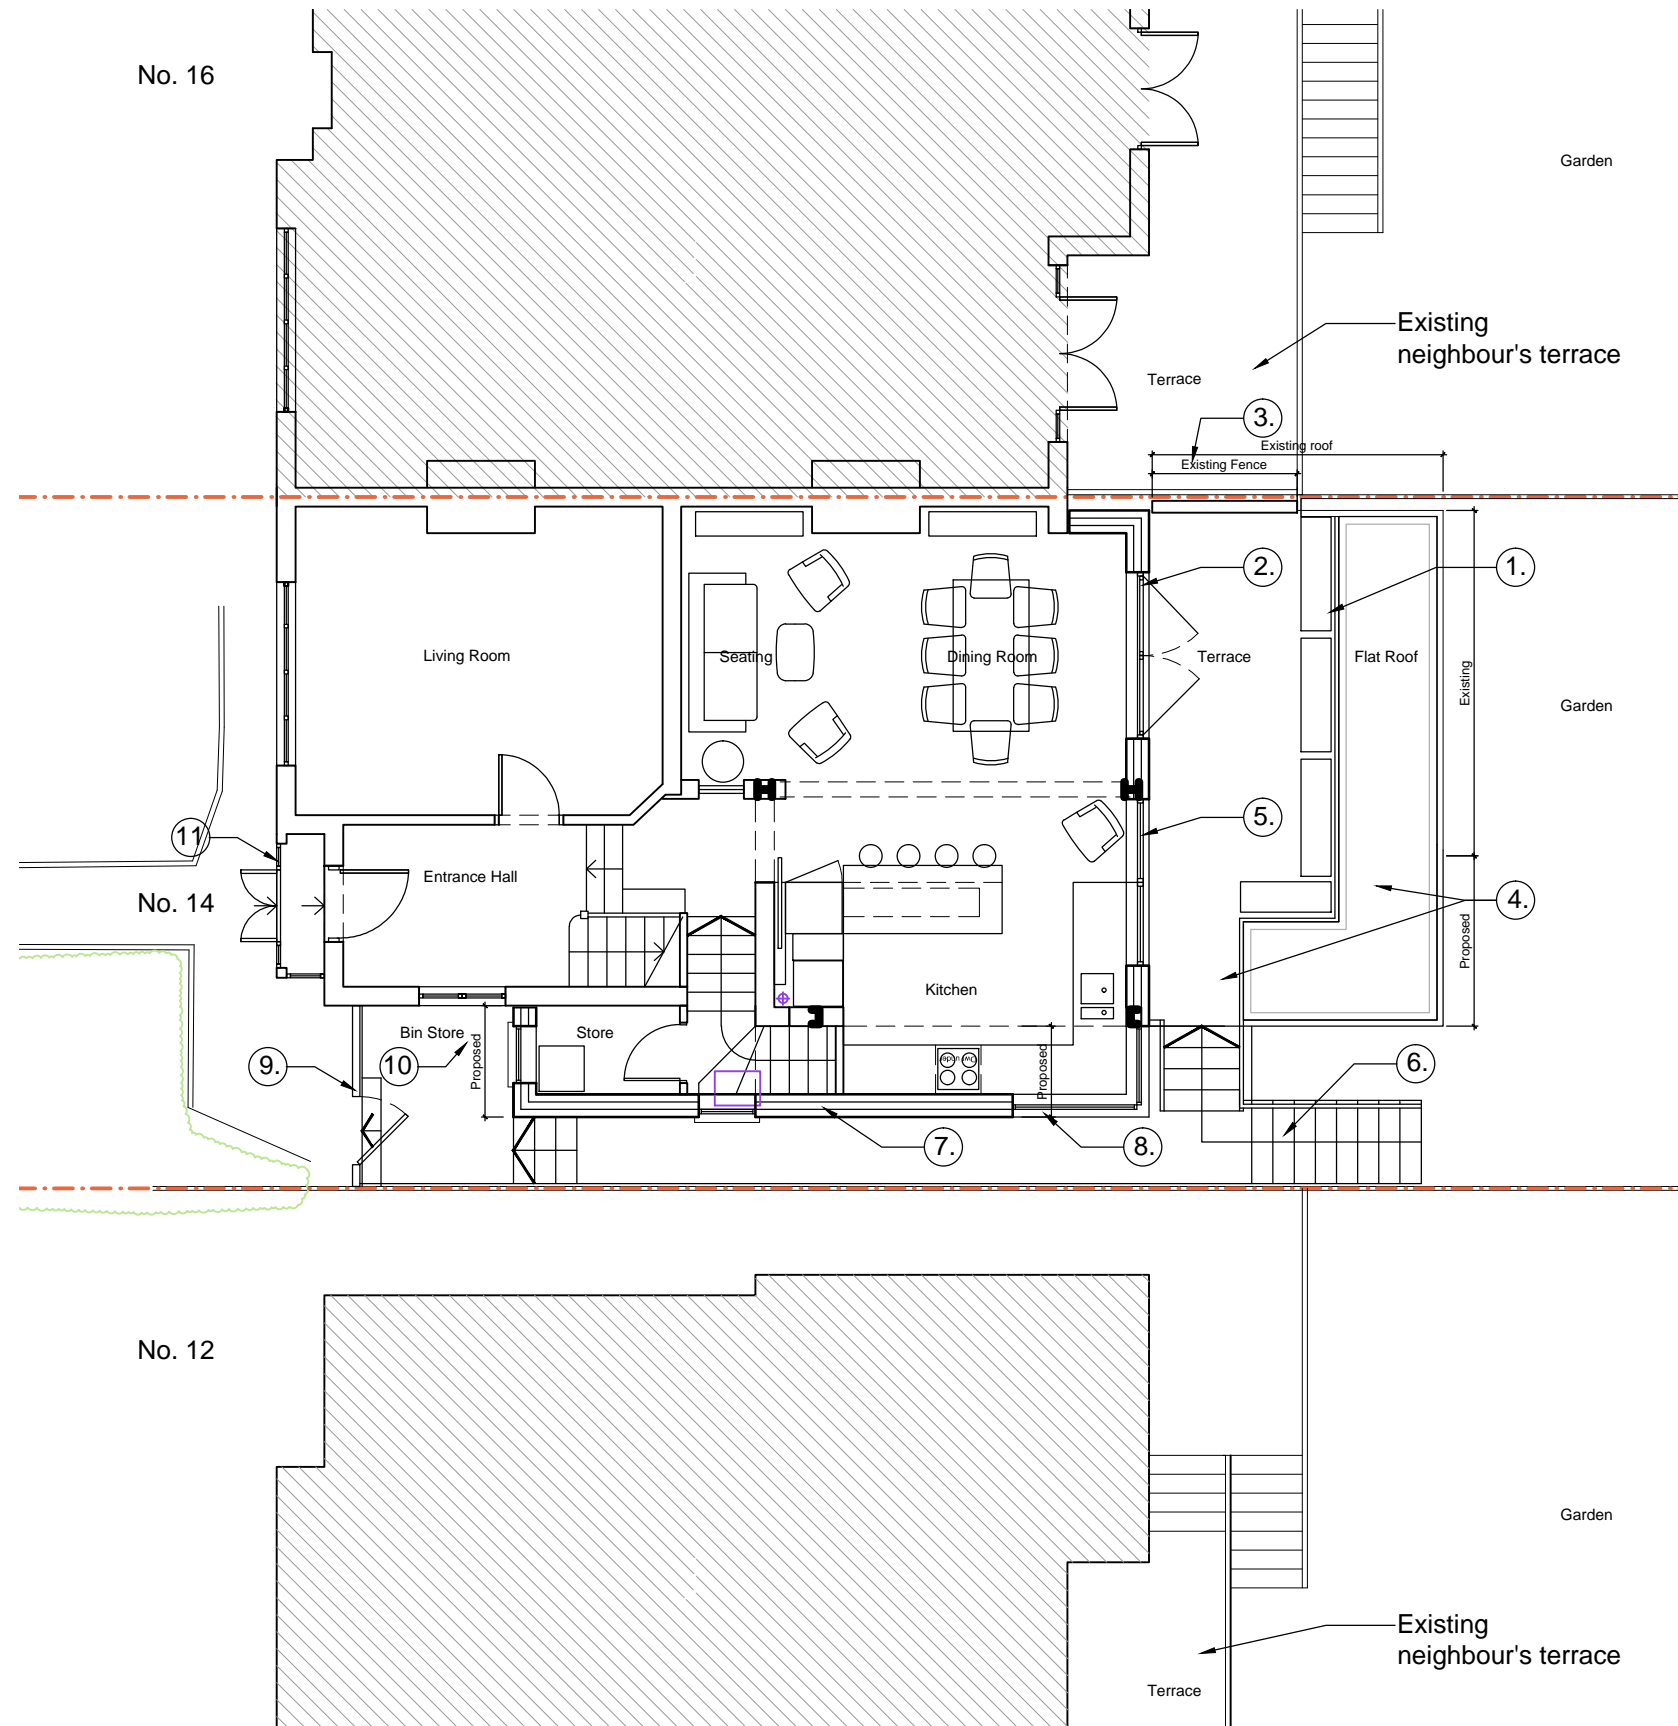 No. 16
Garden
Existing
neighbour's terrace
Terrace
3.
Existing roof
Existing Fence
2.
1.
Living Room
Seating
Dining Room
Terrace
Flat Roof
Existing
Garden
11
5.
Entrance Hall
No. 14
4.
Proposed
Kitchen
Bin Store
Store
9.
10
Proposed
Dwr
under
Proposed
6.
7.
8.
No. 12
Garden
Existing
neighbour's terrace
Terrace